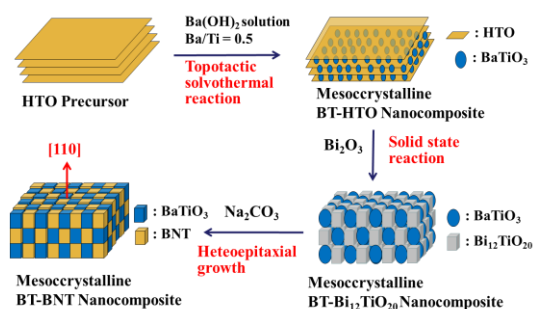 Ba(OH)₂ solution
Ba/Ti = 0.5
Topotactic
solvothermal
reaction
HTO Precursor
: HTO
: BaTiO₃
Mesoccrystalline
BT-HTO Nanocomposite
Bi₂O₃
Solid state
reaction
[110]
: BaTiO₃
: BNT
Na₂CO₃
Heteoepitaxial
growth
: BaTiO₃
: Bi₁₂TiO₂₀
Mesoccrystalline
BT-BNT Nanocomposite
Mesoccrystalline
BT-Bi₁₂TiO₂₀ Nanocomposite